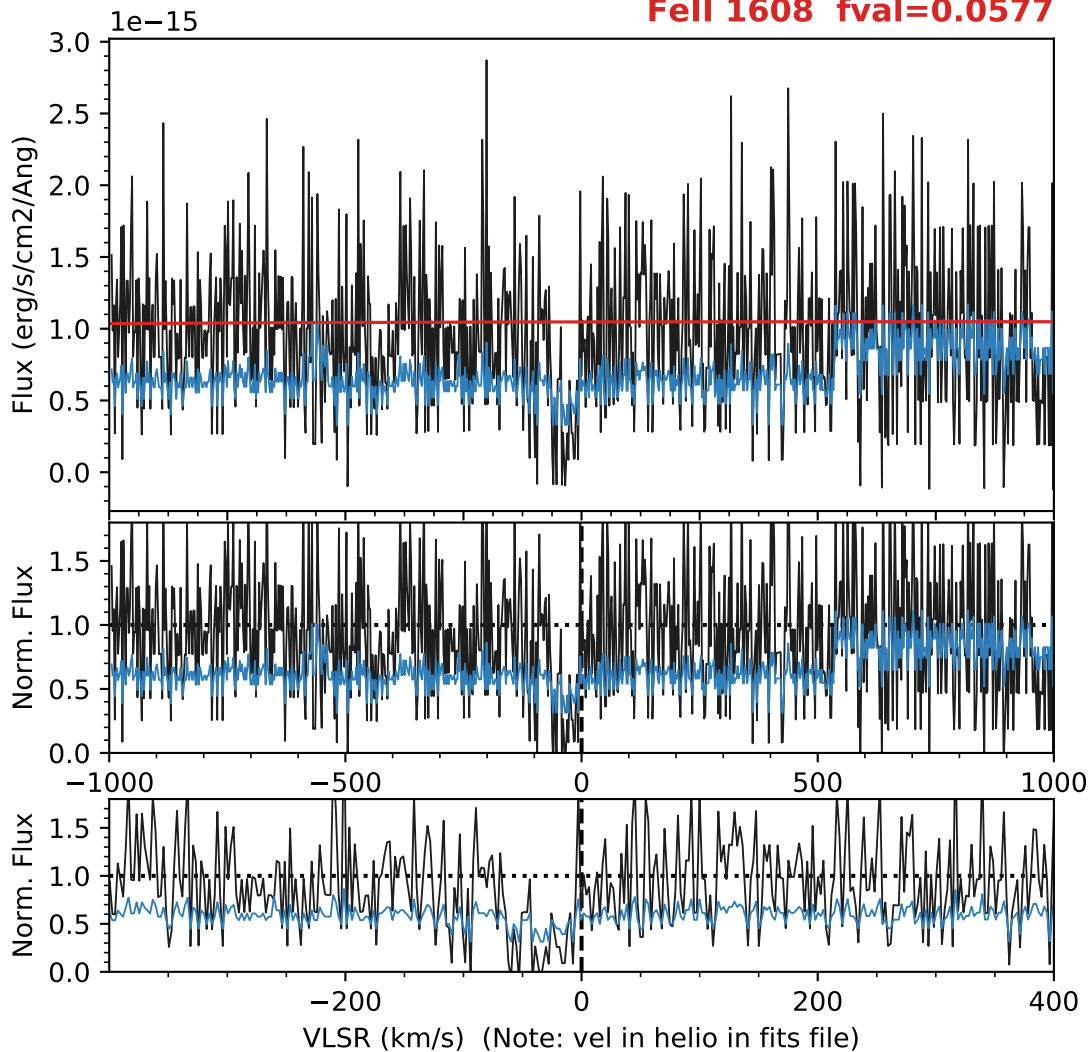 FeII 1608 fval=0.0577
1e−15
3.0
2.5
2.0
1.5
1.0
0.5
0.0
Flux (erg/s/cm2/Ang)
1.5
1.0
0.5
0.0
Norm. Flux
−1000 −500 0 500 1000
1.5
1.0
0.5
0.0
Norm. Flux
−200 0 200 400
VLSR (km/s) (Note: vel in helio in fits file)